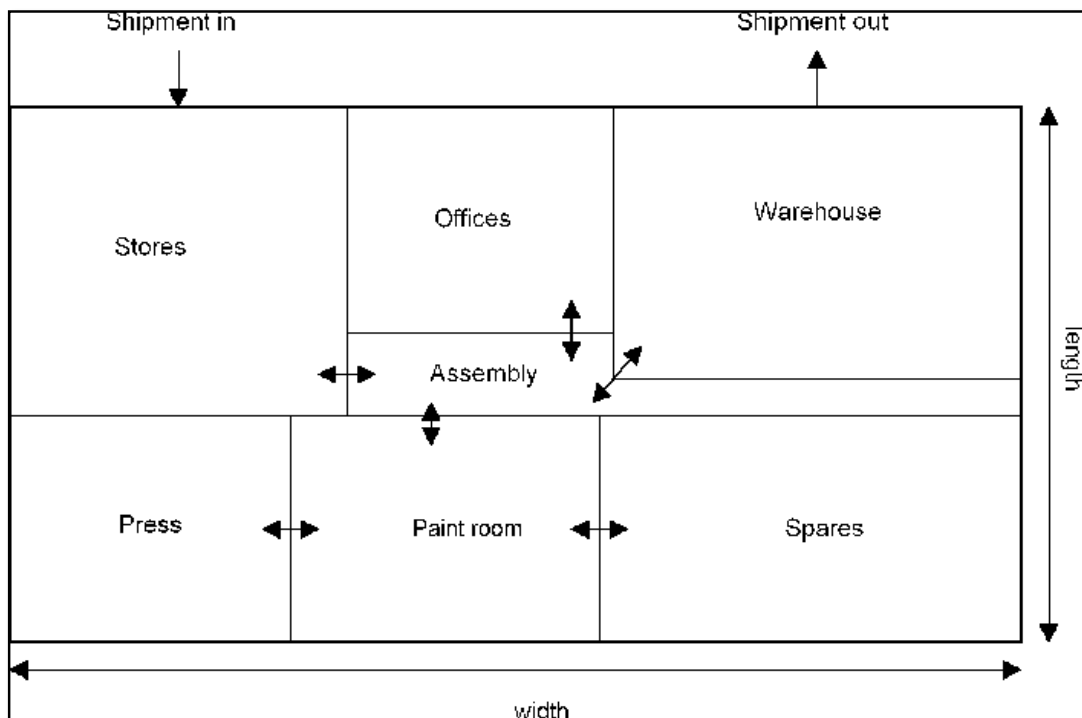 Shipment in
Shipment out
Offices
Warehouse
Stores
length
Assembly
Press
Paint room
Spares
width